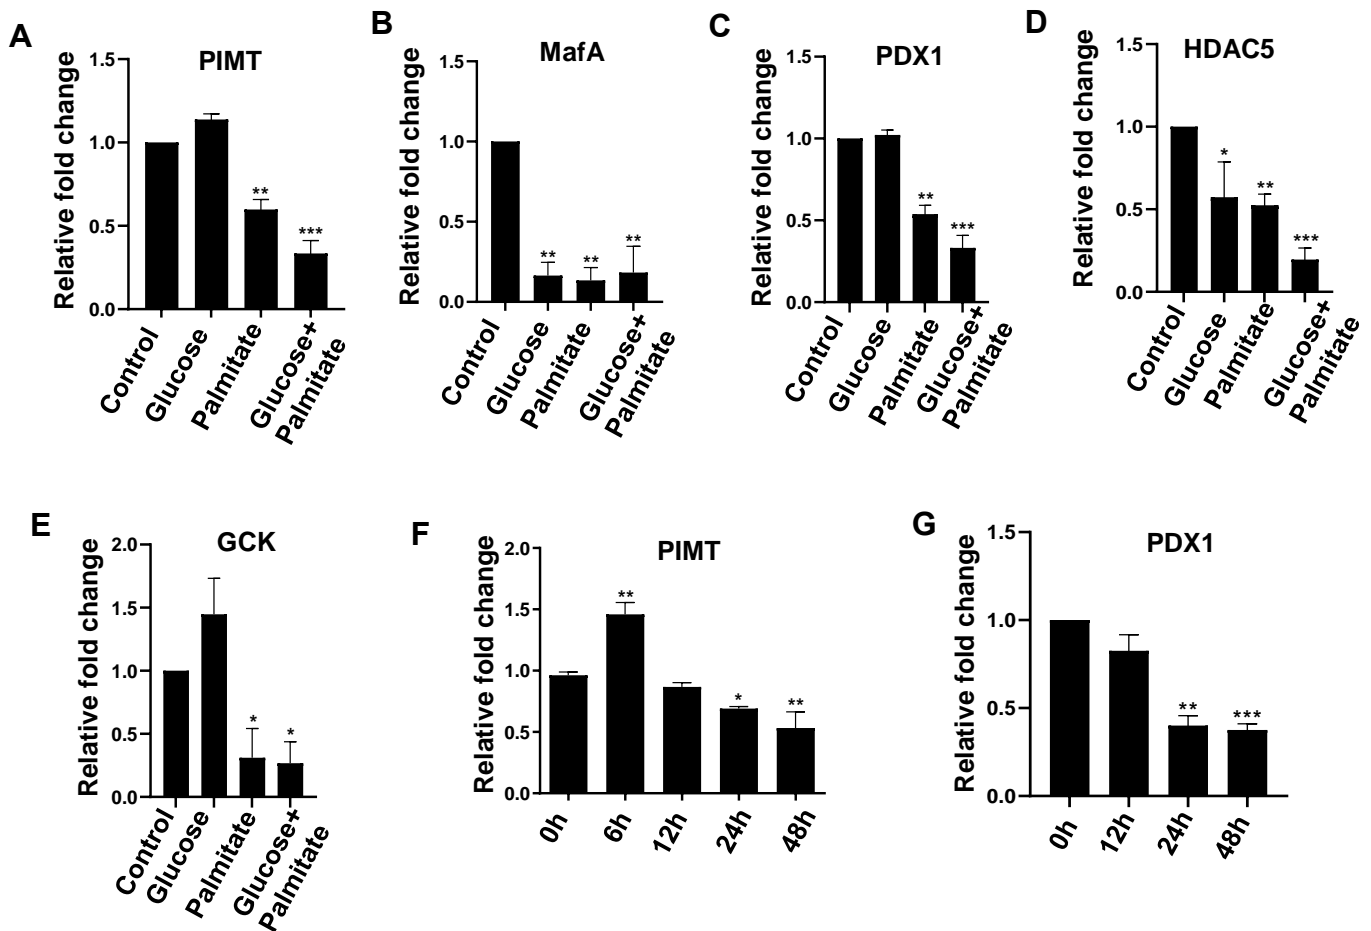 A
PIMT
Relative fold change
1.5
1.0
0.5
0.0
**
***
Control
Glucose
Palmitate
Glucose+
Palmitate
B
MafA
Relative fold change
1.5
1.0
0.5
0.0
**
**
**
Control
Glucose
Palmitate
Glucose+
Palmitate
C
PDX1
Relative fold change
1.5
1.0
0.5
0.0
**
***
Control
Glucose
Palmitate
Glucose+
Palmitate
D
HDAC5
Relative fold change
1.5
1.0
0.5
0.0
*
**
***
Control
Glucose
Palmitate
Glucose+
Palmitate
E
GCK
Relative fold change
2.0
1.5
1.0
0.5
0.0
*
*
Control
Glucose
Palmitate
Glucose+
Palmitate
F
PIMT
Relative fold change
2.0
1.5
1.0
0.5
0.0
**
*
**
0h
6h
12h
24h
48h
G
PDX1
Relative fold change
1.5
1.0
0.5
0.0
**
***
0h
12h
24h
48h